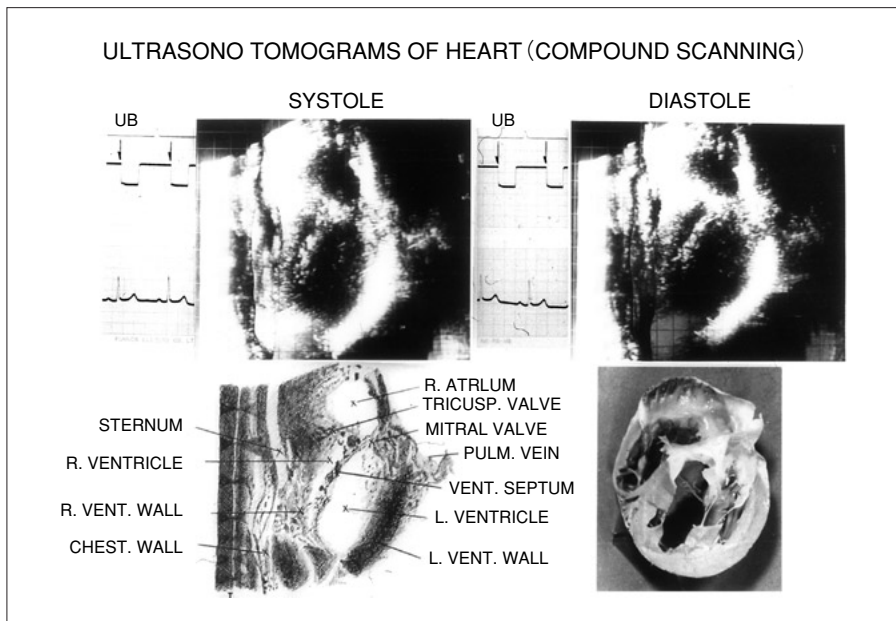 ULTRASONO TOMOGRAMS OF HEART (COMPOUND SCANNING)
SYSTOLE
DIASTOLE
UB
UB
R. ATRLUM
TRICUSP. VALVE
STERNUM
MITRAL VALVE
PULM. VEIN
R. VENTRICLE
VENT. SEPTUM
R. VENT. WALL
L. VENTRICLE
CHEST. WALL
L. VENT. WALL